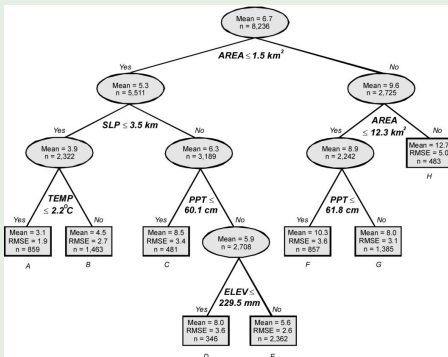 Mean = 6.7
n = 8,236
AREA ≤ 1.5 km²
Yes
No
Mean = 5.3
n = 5,511
Mean = 9.6
n = 2,725
SLP ≤ 3.5 km
AREA
≤ 12.3 km²
Yes
No
Yes
No
Mean = 3.9
n = 2,322
Mean = 6.3
n = 3,189
Mean = 8.9
n = 2,242
Mean = 12.7
RMSE = 5.0
n = 483
H
TEMP
≤ 2.2°C
PPT ≤
60.1 cm
PPT ≤
61.8 cm
Yes
No
Yes
No
Yes
No
Mean = 3.1
RMSE = 1.9
n = 859
A
Mean = 4.5
RMSE = 2.7
n = 1,463
B
Mean = 8.5
RMSE = 3.4
n = 481
C
Mean = 5.9
n = 2,708
Mean = 10.3
RMSE = 3.6
n = 857
F
Mean = 8.0
RMSE = 3.1
n = 1,385
G
ELEV ≤
229.5 mm
Yes
No
Mean = 8.0
RMSE = 3.6
n = 346
Mean = 5.6
RMSE = 2.6
n = 2,362